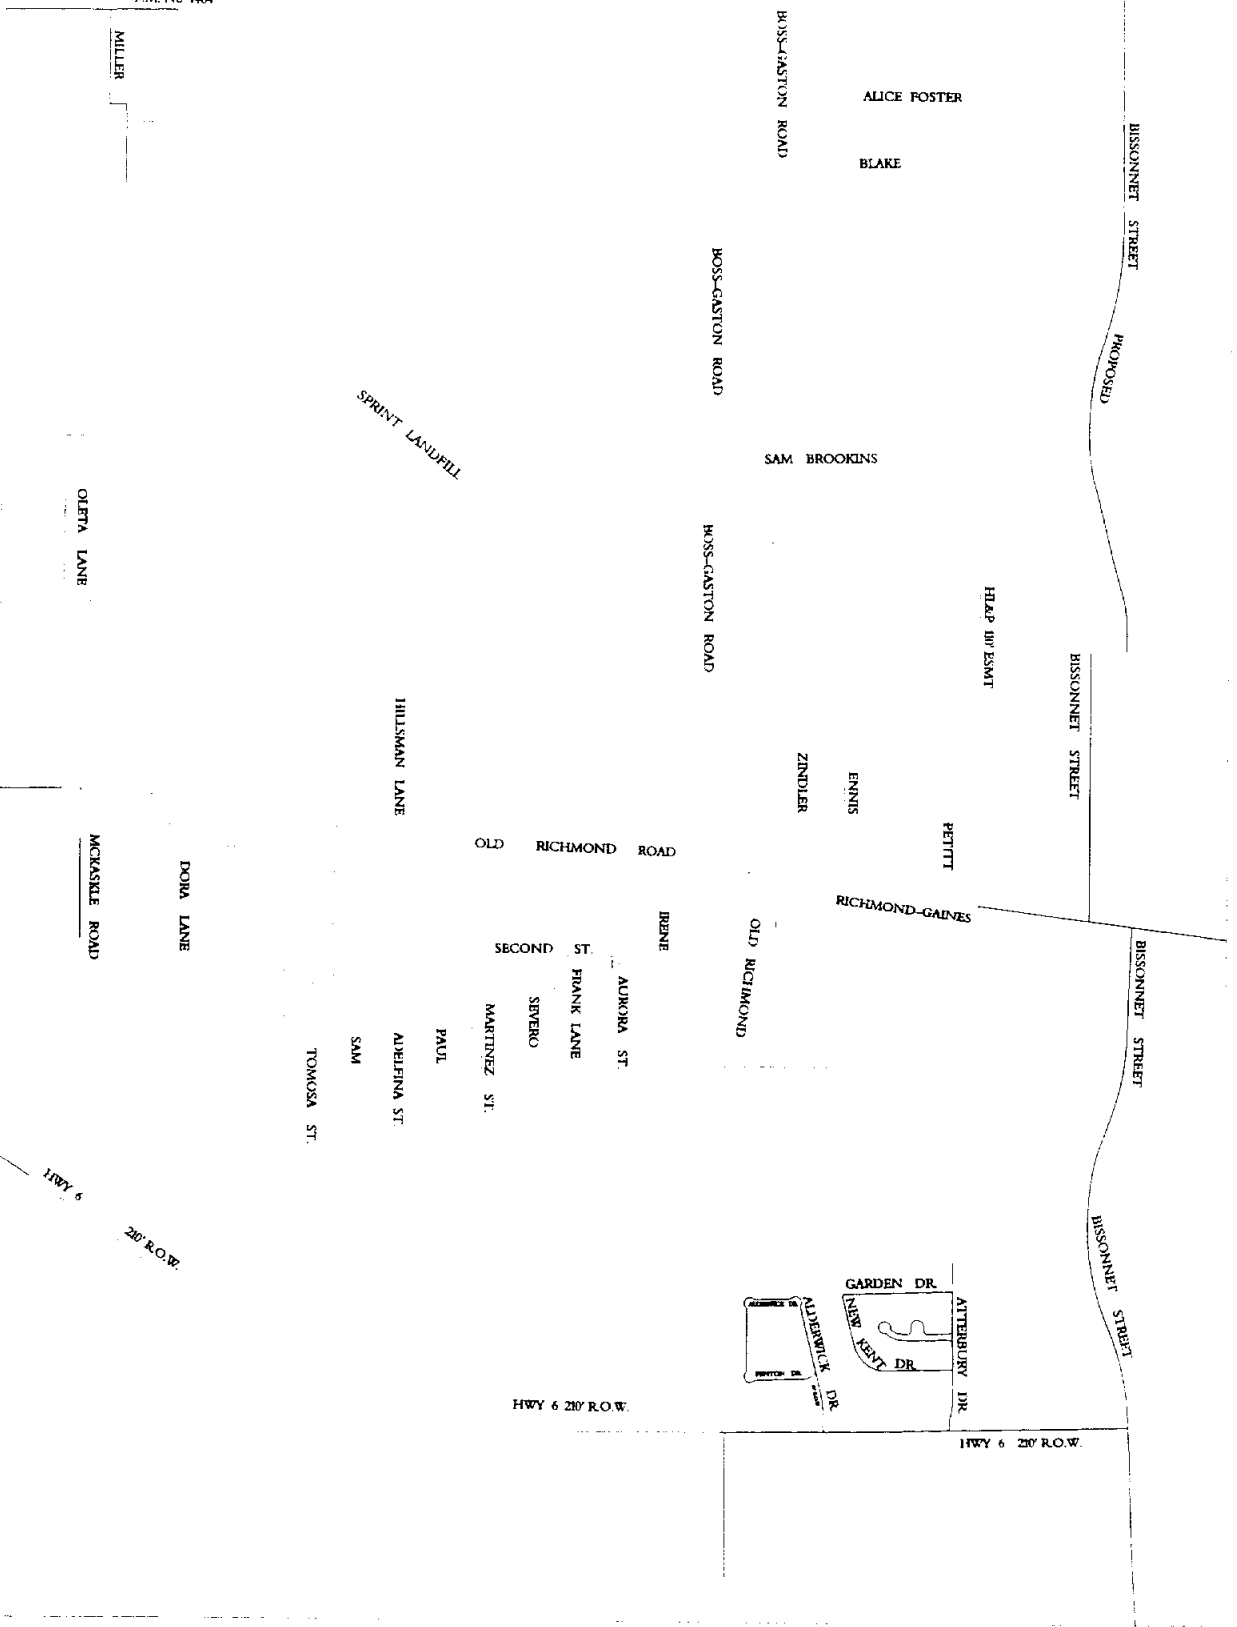 MILLER
BOSS-GASTON ROAD
ALICE FOSTER
BLAKE
BISSONNET STREET
BOSS-GASTON ROAD
PROPOSED
SPRINT LANDFILL
SAM BROOKINS
OLETA LANE
BOSS-GASTON ROAD
HL&P 110' ESMT
BISSONNET STREET
HILLSMAN LANE
ZINDLER
ENNIS
PETITT
MCKASKLE ROAD
DORA LANE
OLD RICHMOND ROAD
RICHMOND-GAINES
IRENE
OLD RICHMOND
SECOND ST.
BISSONNET STREET
AURORA ST.
FRANK LANE
SEVERO
MARTINEZ ST.
PAUL
ADELFINA ST.
SAM
TOMOSA ST.
HWY 6
210' R.O.W.
BISSONNET STREET
GARDEN DR.
ATTERBURY DR
NEW KENT DR
ALDERWICK DR
ALDERWICK DR.
FENTON DR.
HWY 6 210' R.O.W.
HWY 6 210' R.O.W.